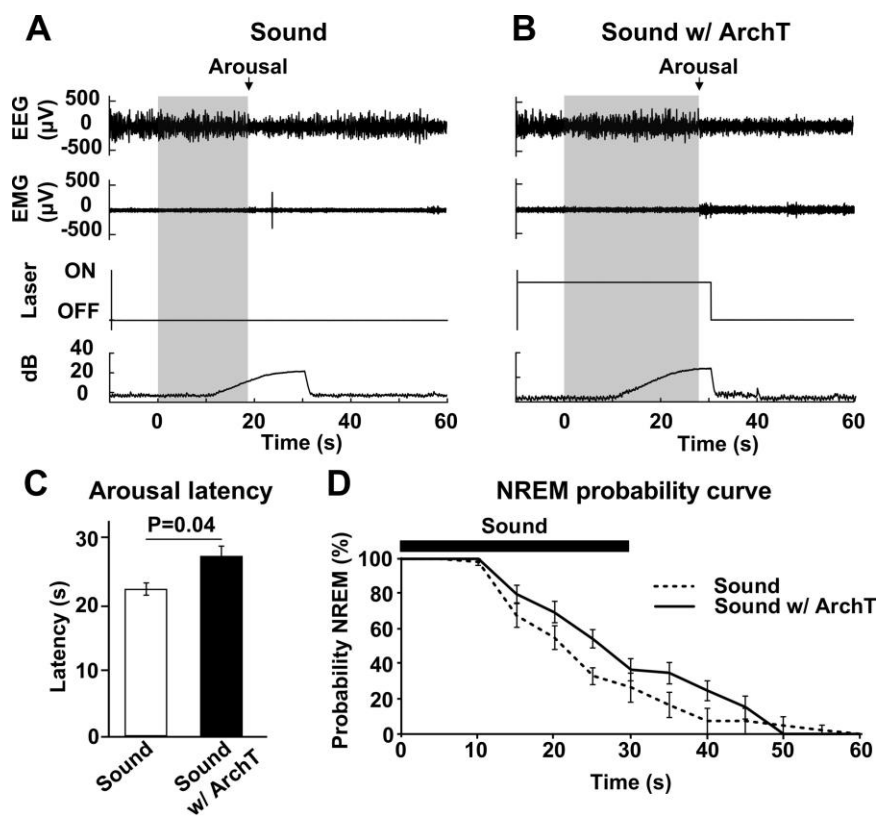 A
Sound
Arousal
EEG
(µV)
500
0
-500
EMG
(µV)
500
0
-500
Laser
ON
OFF
dB
40
20
0
0
20
40
60
Time (s)
B
Sound w/ ArchT
Arousal
0
20
40
60
Time (s)
C
Arousal latency
P=0.04
Latency (s)
30
20
10
0
Sound
Sound
w/ ArchT
D
NREM probability curve
Sound
Probability NREM (%)
100
80
60
40
20
0
Sound
Sound w/ ArchT
0
10
20
30
40
50
60
Time (s)